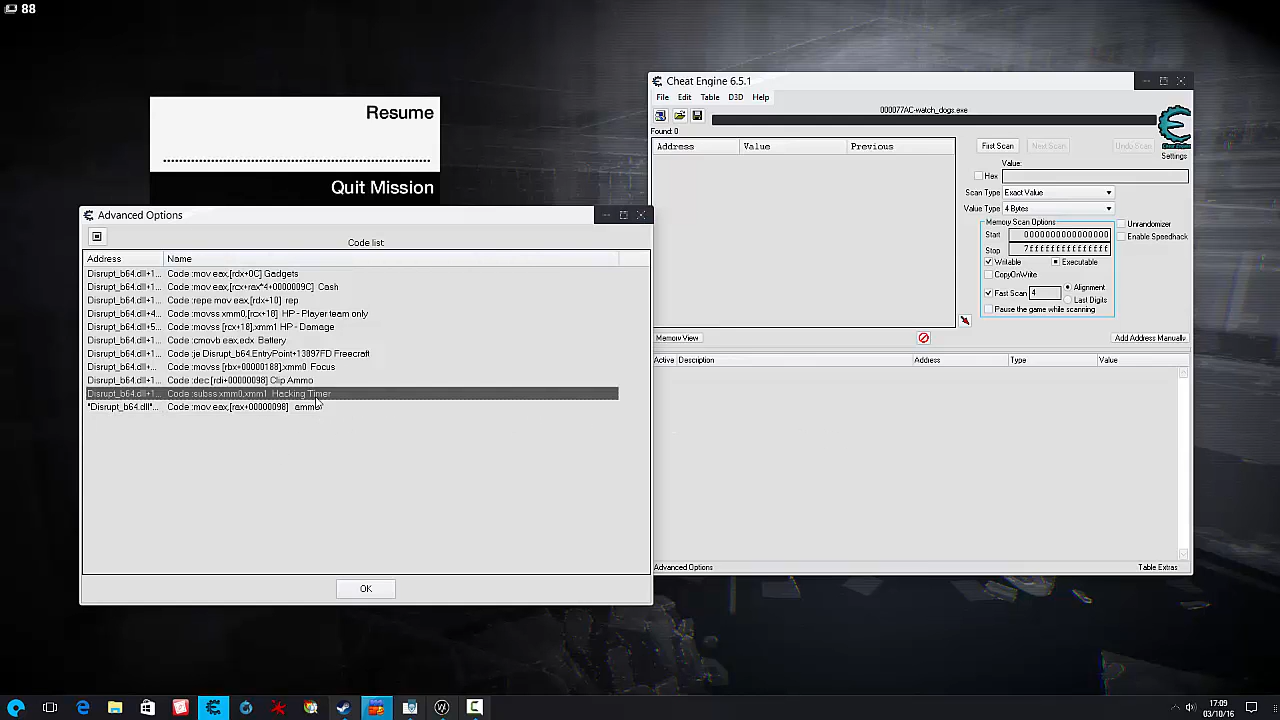 88
Resume
Quit Mission
Advanced Options
Code list
Address Name
Disrupt_b64.dll+1... Code :mov eax,[rdx+0C] Gadgets
Disrupt_b64.dll+1... Code :mov eax,[rcx+rax*4+0000009C] Cash
Disrupt_b64.dll+1... Code :repe mov eax,[rdx+10] rep
Disrupt_b64.dll+4... Code :movss xmm0,[rcx+18] HP - Player team only
Disrupt_b64.dll+5... Code :movss [rcx+18],xmm1 HP - Damage
Disrupt_b64.dll+1... Code :cmovb eax,edx Battery
Disrupt_b64.dll+1... Code :je Disrupt_b64.EntryPoint+13097FD Freecraft
Disrupt_b64.dll+1... Code :movss [rbx+00000188],xmm0 Focus
Disrupt_b64.dll+1... Code :dec [rdi+00000098] Clip Ammo
Disrupt_b64.dll+1... Code :subss xmm0,xmm1 Hacking Timer
"Disrupt_b64.dll"... Code :mov eax,[rax+00000098] ammo
OK
Cheat Engine 6.5.1
File Edit Table D3D Help
000077AC-watch_dogs.exe
Found: 0
Address Value Previous
First Scan Next Scan Undo Scan
Cheat Engine
Settings
Value:
Hex
Scan Type Exact Value
Value Type 4 Bytes
Memory Scan Options
Start 0000000000000000
Stop 7fffffffffffffff
Writable Executable
CopyOnWrite
Fast Scan 4 Alignment
Last Digits
Pause the game while scanning
Unrandomizer
Enable Speedhack
Memory View Add Address Manually
Active Description Address Type Value
Advanced Options Table Extras
17:09
03/10/16